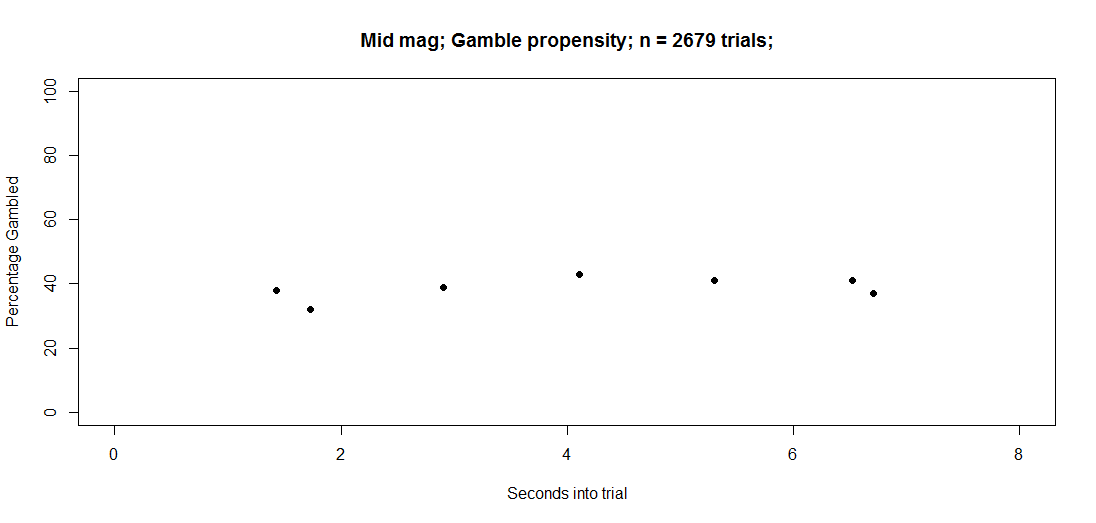 Mid mag; Gamble propensity; n = 2679 trials;
Percentage Gambled
100
80
60
40
20
0
0 2 4 6 8
Seconds into trial